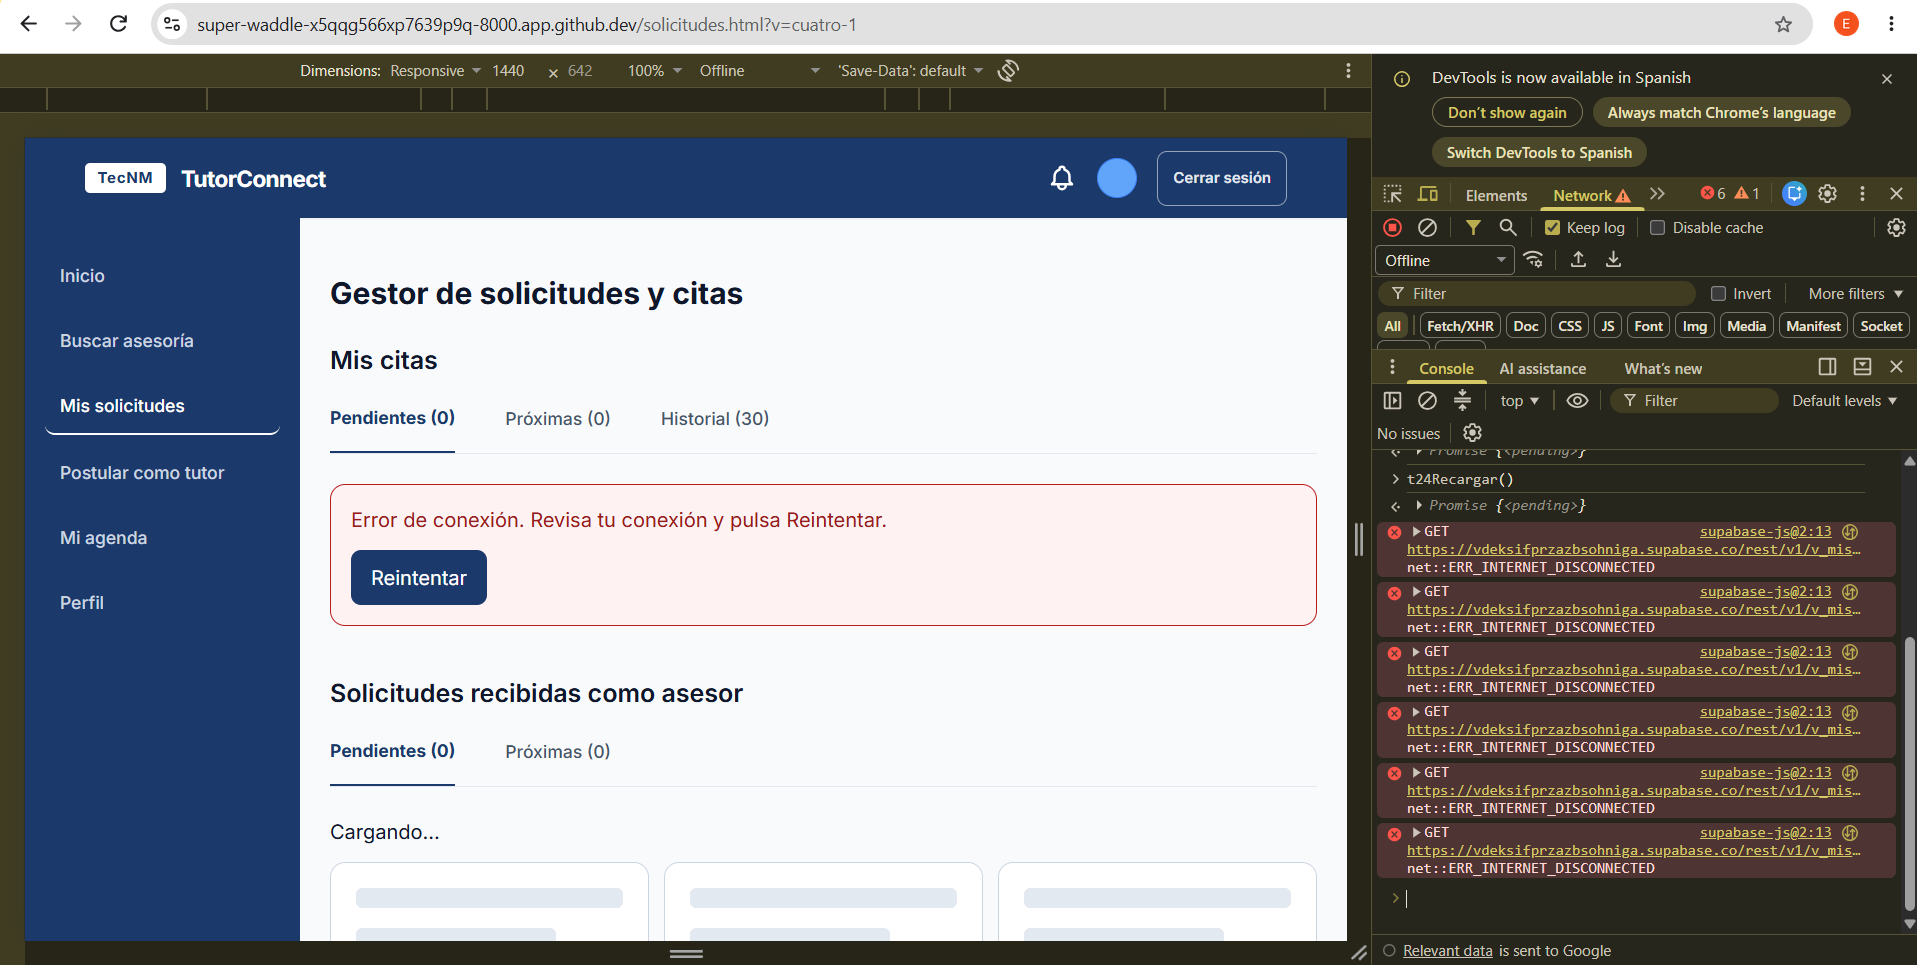 super-waddle-x5qqg566xp7639p9q-8000.app.github.dev/solicitudes.html?v=cuatro-1
E
Dimensions: Responsive 1440 × 642 100% Offline 'Save-Data': default
TecNM TutorConnect
Cerrar sesión
Inicio
Buscar asesoría
Mis solicitudes
Postular como tutor
Mi agenda
Perfil
Gestor de solicitudes y citas
Mis citas
Pendientes (0) Próximas (0) Historial (30)
Error de conexión. Revisa tu conexión y pulsa Reintentar.
Reintentar
Solicitudes recibidas como asesor
Pendientes (0) Próximas (0)
Cargando...
DevTools is now available in Spanish
Don't show again Always match Chrome's language
Switch DevTools to Spanish
Elements Network 6 1
Keep log Disable cache
Offline
Filter Invert More filters
All Fetch/XHR Doc CSS JS Font Img Media Manifest Socket
Console AI assistance What's new
top Filter Default levels
No issues
Promise {<pending>}
t24Recargar()
Promise {<pending>}
GET supabase-js@2:13
https://vdeksifprzazbsohniga.supabase.co/rest/v1/v_mis…
net::ERR_INTERNET_DISCONNECTED
GET supabase-js@2:13
https://vdeksifprzazbsohniga.supabase.co/rest/v1/v_mis…
net::ERR_INTERNET_DISCONNECTED
GET supabase-js@2:13
https://vdeksifprzazbsohniga.supabase.co/rest/v1/v_mis…
net::ERR_INTERNET_DISCONNECTED
GET supabase-js@2:13
https://vdeksifprzazbsohniga.supabase.co/rest/v1/v_mis…
net::ERR_INTERNET_DISCONNECTED
GET supabase-js@2:13
https://vdeksifprzazbsohniga.supabase.co/rest/v1/v_mis…
net::ERR_INTERNET_DISCONNECTED
GET supabase-js@2:13
https://vdeksifprzazbsohniga.supabase.co/rest/v1/v_mis…
net::ERR_INTERNET_DISCONNECTED
Relevant data is sent to Google